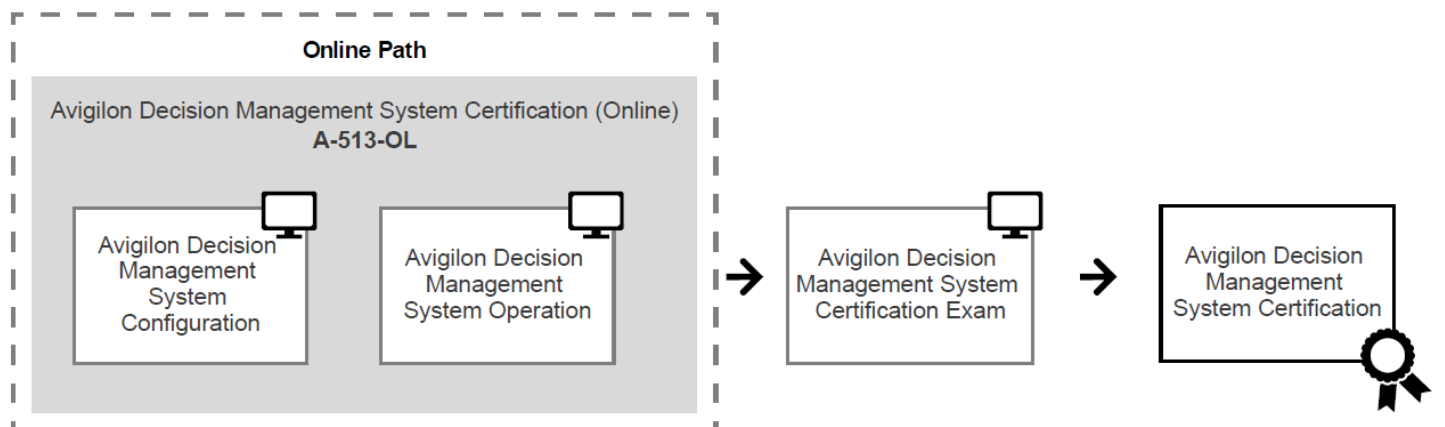 Online Path
Avigilon Decision Management System Certification (Online)
A-513-OL
Avigilon Decision
Management
System
Configuration
Avigilon Decision
Management
System Operation
Avigilon Decision
Management System
Certification Exam
Avigilon Decision
Management
System Certification